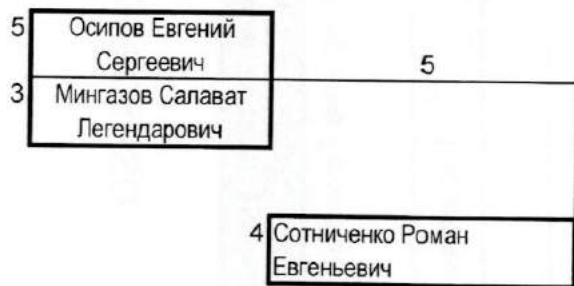 5 Осипов Евгений
Сергеевич
5
3 Мингазов Салават
Легендарович
4 Сотниченко Роман
Евгеньевич